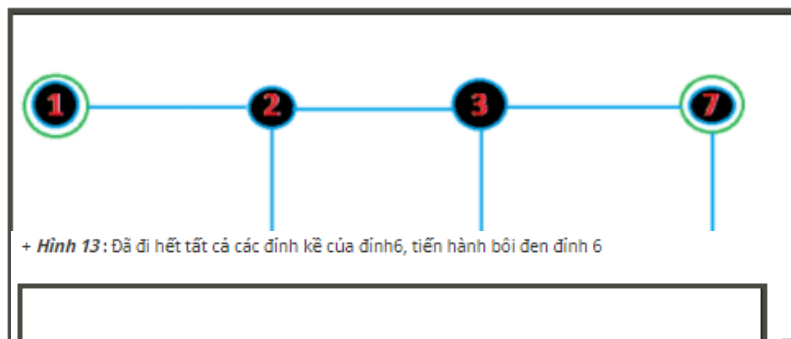 1 2 3 7
+ Hình 13 : Đã đi hết tất cả các đỉnh kề của đỉnh6, tiến hành bôi đen đỉnh 6